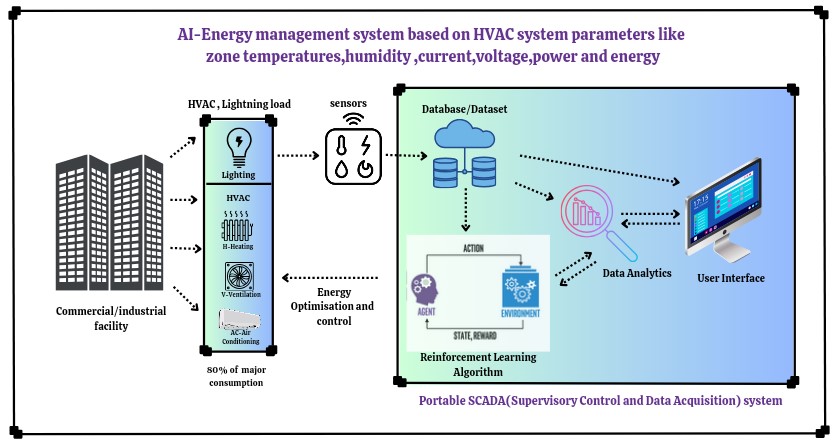 AI-Energy management system based on HVAC system parameters like
zone temperatures,humidity ,current,voltage,power and energy
HVAC , Lightning load
sensors
Database/Dataset
Lighting
HVAC
H-Heating
V-Ventilation
AC-Air
Conditioning
80% of major
consumption
Commercial/industrial
facility
Energy
Optimisation and
control
ACTION
AGENT
ENVIRONMENT
STATE, REWARD
Reinforcement Learning
Algorithm
Data Analytics
17:15
User Interface
Portable SCADA(Supervisory Control and Data Acquisition) system